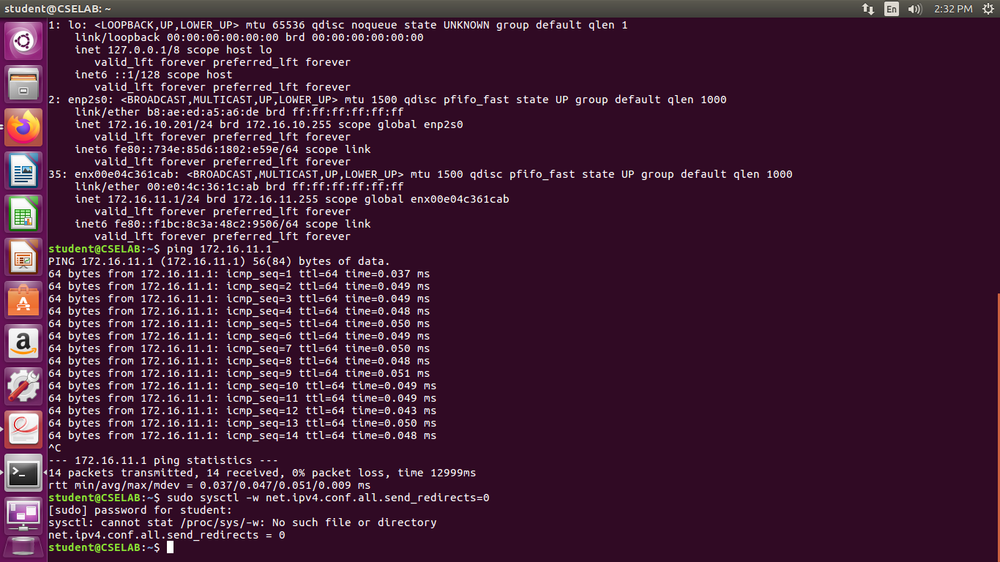 student@CSELAB: ~
En
2:32 PM
1: lo: <LOOPBACK,UP,LOWER_UP> mtu 65536 qdisc noqueue state UNKNOWN group default qlen 1
    link/loopback 00:00:00:00:00:00 brd 00:00:00:00:00:00
    inet 127.0.0.1/8 scope host lo
       valid_lft forever preferred_lft forever
    inet6 ::1/128 scope host
       valid_lft forever preferred_lft forever
2: enp2s0: <BROADCAST,MULTICAST,UP,LOWER_UP> mtu 1500 qdisc pfifo_fast state UP group default qlen 1000
    link/ether b8:ae:ed:a5:a6:de brd ff:ff:ff:ff:ff:ff
    inet 172.16.10.201/24 brd 172.16.10.255 scope global enp2s0
       valid_lft forever preferred_lft forever
    inet6 fe80::734e:85d6:1802:e59e/64 scope link
       valid_lft forever preferred_lft forever
35: enx00e04c361cab: <BROADCAST,MULTICAST,UP,LOWER_UP> mtu 1500 qdisc pfifo_fast state UP group default qlen 1000
    link/ether 00:e0:4c:36:1c:ab brd ff:ff:ff:ff:ff:ff
    inet 172.16.11.1/24 brd 172.16.11.255 scope global enx00e04c361cab
       valid_lft forever preferred_lft forever
    inet6 fe80::f1bc:8c3a:48c2:9506/64 scope link
       valid_lft forever preferred_lft forever
student@CSELAB:~$ ping 172.16.11.1
PING 172.16.11.1 (172.16.11.1) 56(84) bytes of data.
64 bytes from 172.16.11.1: icmp_seq=1 ttl=64 time=0.037 ms
64 bytes from 172.16.11.1: icmp_seq=2 ttl=64 time=0.049 ms
64 bytes from 172.16.11.1: icmp_seq=3 ttl=64 time=0.049 ms
64 bytes from 172.16.11.1: icmp_seq=4 ttl=64 time=0.048 ms
64 bytes from 172.16.11.1: icmp_seq=5 ttl=64 time=0.050 ms
64 bytes from 172.16.11.1: icmp_seq=6 ttl=64 time=0.049 ms
64 bytes from 172.16.11.1: icmp_seq=7 ttl=64 time=0.050 ms
64 bytes from 172.16.11.1: icmp_seq=8 ttl=64 time=0.048 ms
64 bytes from 172.16.11.1: icmp_seq=9 ttl=64 time=0.051 ms
64 bytes from 172.16.11.1: icmp_seq=10 ttl=64 time=0.049 ms
64 bytes from 172.16.11.1: icmp_seq=11 ttl=64 time=0.049 ms
64 bytes from 172.16.11.1: icmp_seq=12 ttl=64 time=0.043 ms
64 bytes from 172.16.11.1: icmp_seq=13 ttl=64 time=0.050 ms
64 bytes from 172.16.11.1: icmp_seq=14 ttl=64 time=0.048 ms
^C
--- 172.16.11.1 ping statistics ---
14 packets transmitted, 14 received, 0% packet loss, time 12999ms
rtt min/avg/max/mdev = 0.037/0.047/0.051/0.009 ms
student@CSELAB:~$ sudo sysctl –w net.ipv4.conf.all.send_redirects=0
[sudo] password for student:
sysctl: cannot stat /proc/sys/–w: No such file or directory
net.ipv4.conf.all.send_redirects = 0
student@CSELAB:~$